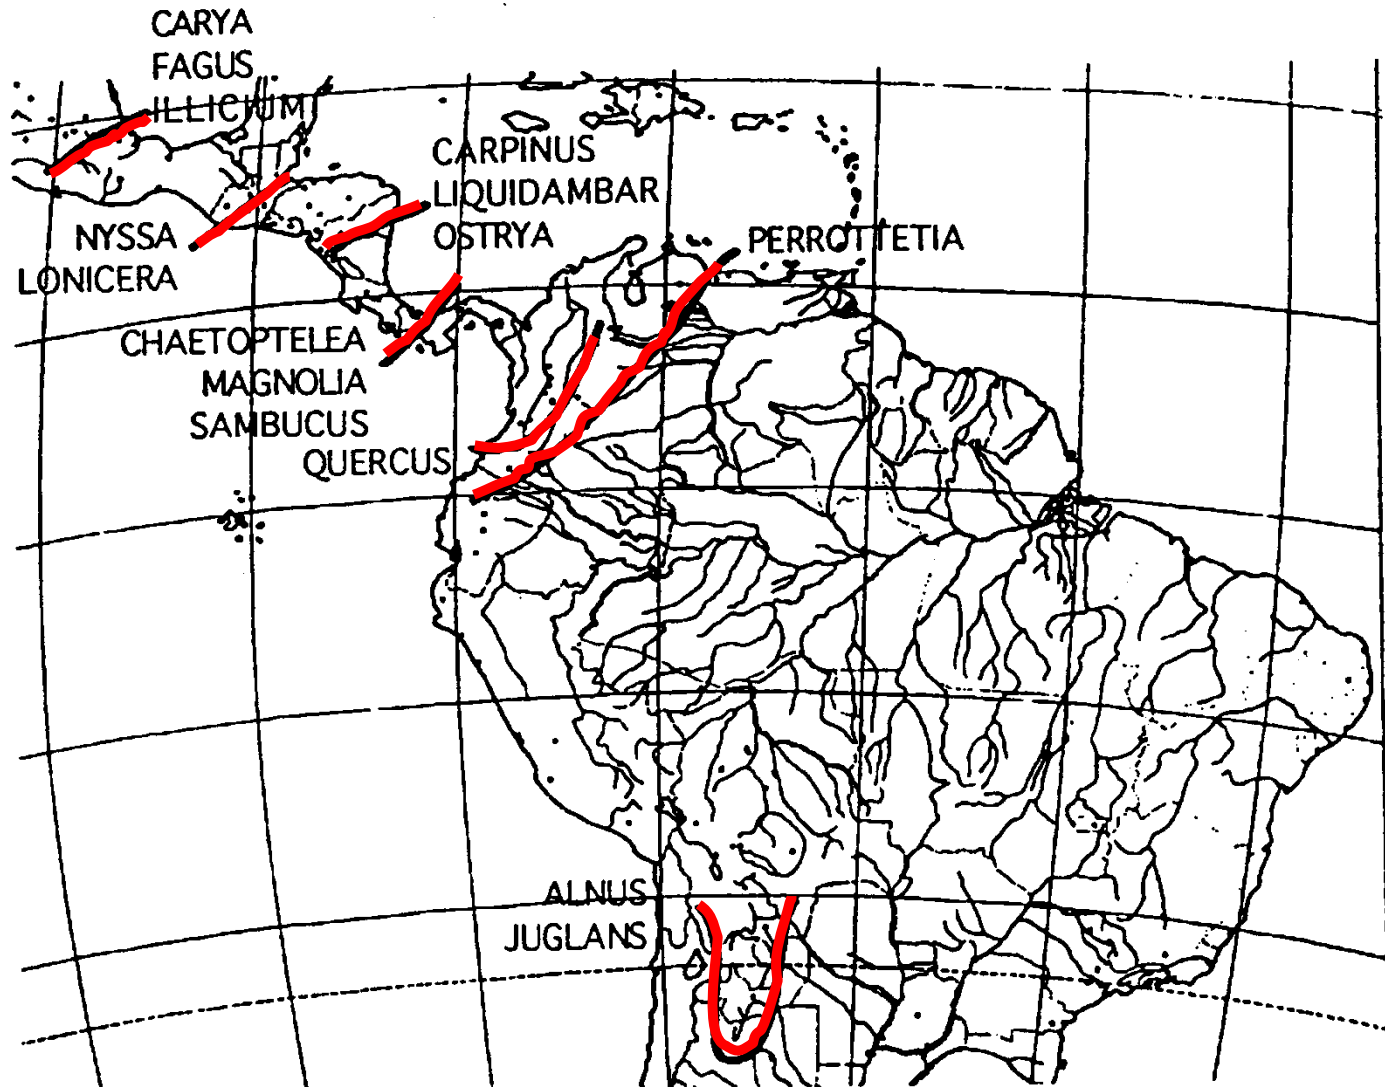 CARYA
FAGUS
ILLICIUM
CARPINUS
LIQUIDAMBAR
OSTRYA
NYSSA
LONICERA
PERROTTETIA
CHAETOPTELEA
MAGNOLIA
SAMBUCUS
QUERCUS
ALNUS
JUGLANS